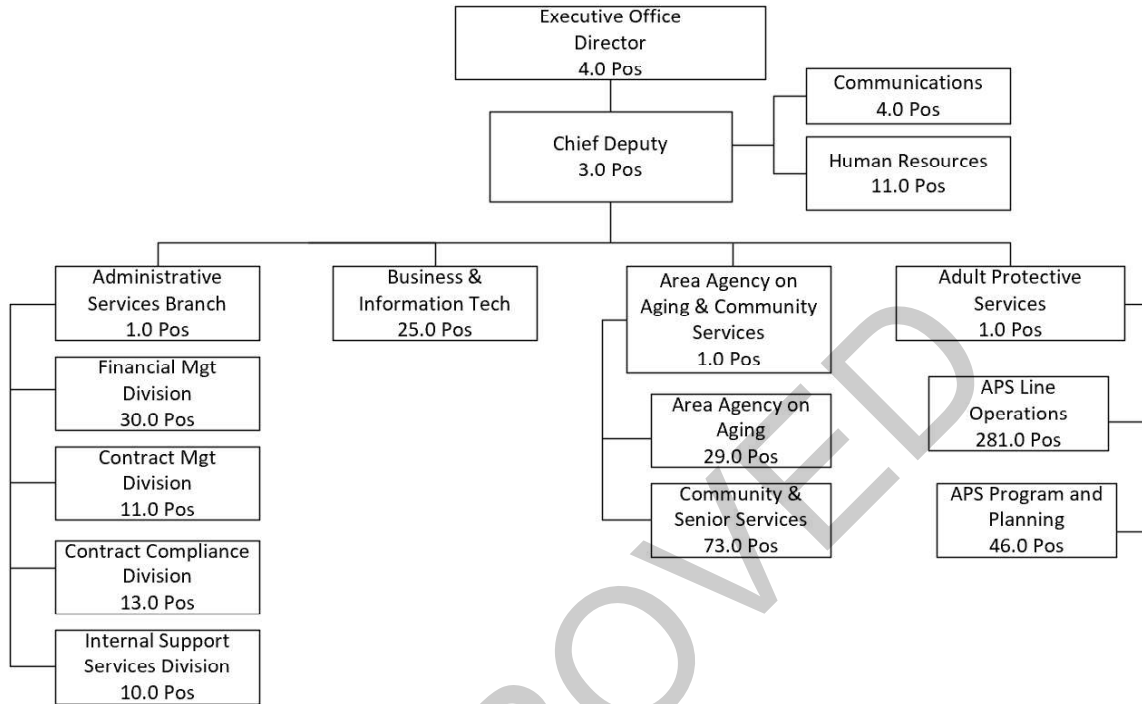 Executive Office
Director
4.0 Pos
Communications
4.0 Pos
Chief Deputy
3.0 Pos
Human Resources
11.0 Pos
Administrative
Services Branch
1.0 Pos
Financial Mgt
Division
30.0 Pos
Contract Mgt
Division
11.0 Pos
Contract Compliance
Division
13.0 Pos
Internal Support
Services Division
10.0 Pos
Business &
Information Tech
25.0 Pos
Area Agency on
Aging & Community
Services
1.0 Pos
Area Agency on
Aging
29.0 Pos
Community &
Senior Services
73.0 Pos
Adult Protective
Services
1.0 Pos
APS Line
Operations
281.0 Pos
APS Program and
Planning
46.0 Pos
OVED